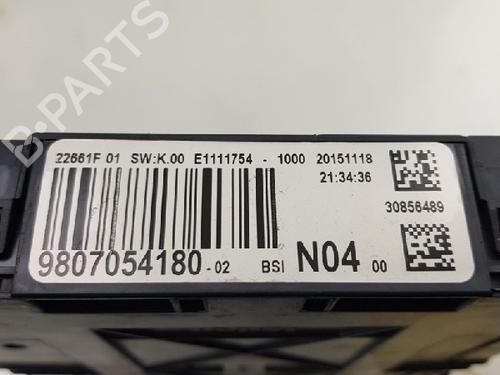 B-PARTS
22661F 01 SW:K.00 E1111754 - 1000 20151118
21:34:36
30856489
9807054180-02 BSI N04 00